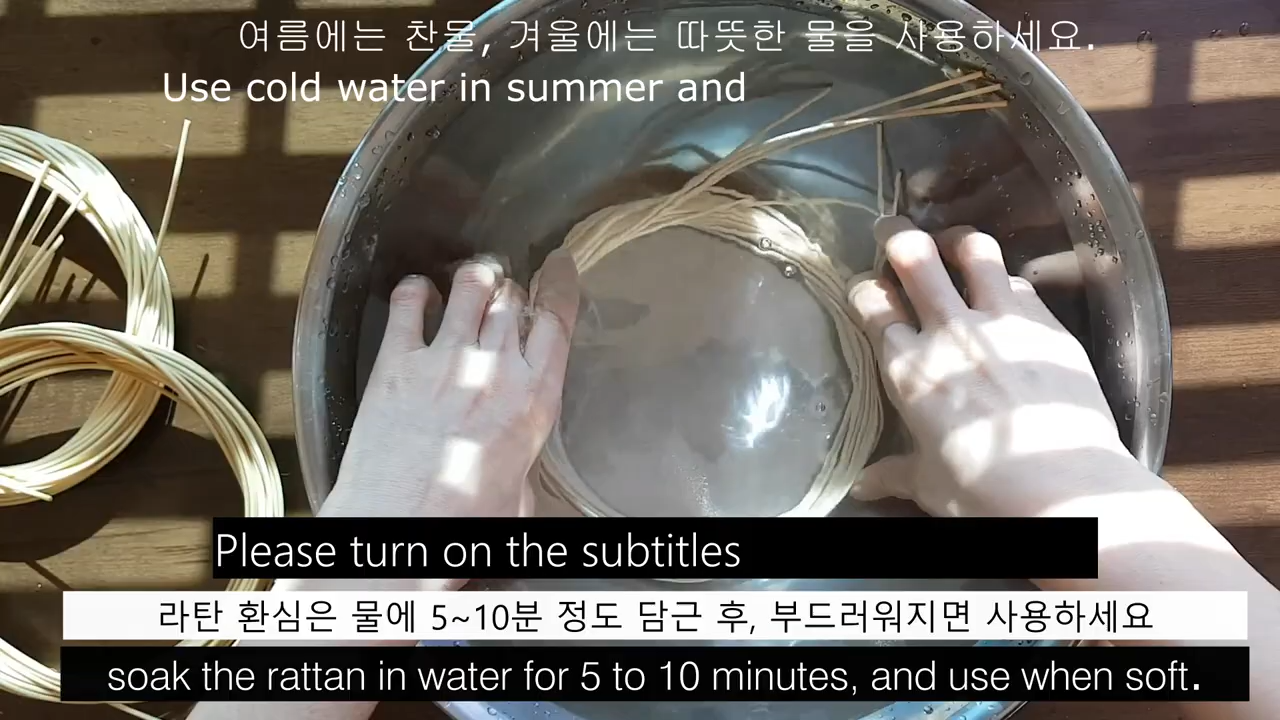 여름에는 찬물, 겨울에는 따뜻한 물을 사용하세요.
Use cold water in summer and
Please turn on the subtitles
라탄 환심은 물에 5~10분 정도 담근 후, 부드러워지면 사용하세요
soak the rattan in water for 5 to 10 minutes, and use when soft.